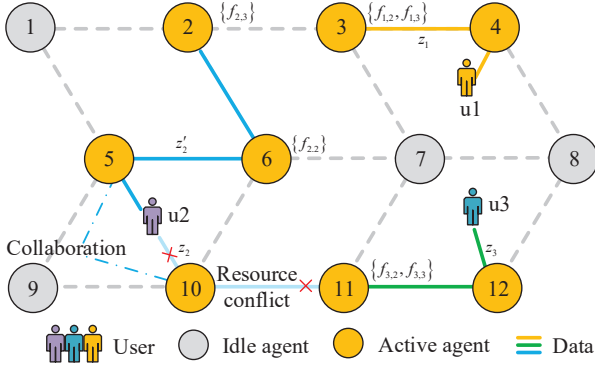 1
2
{f2,3}
3
{f1,2, f1,3}
z1
4
u1
5
z′2
6
{f2.2}
7
8
u2
u3
Collaboration
z2
z3
9
10
Resource
conflict
11
{f3,2, f3,3}
12
User
Idle agent
Active agent
Data